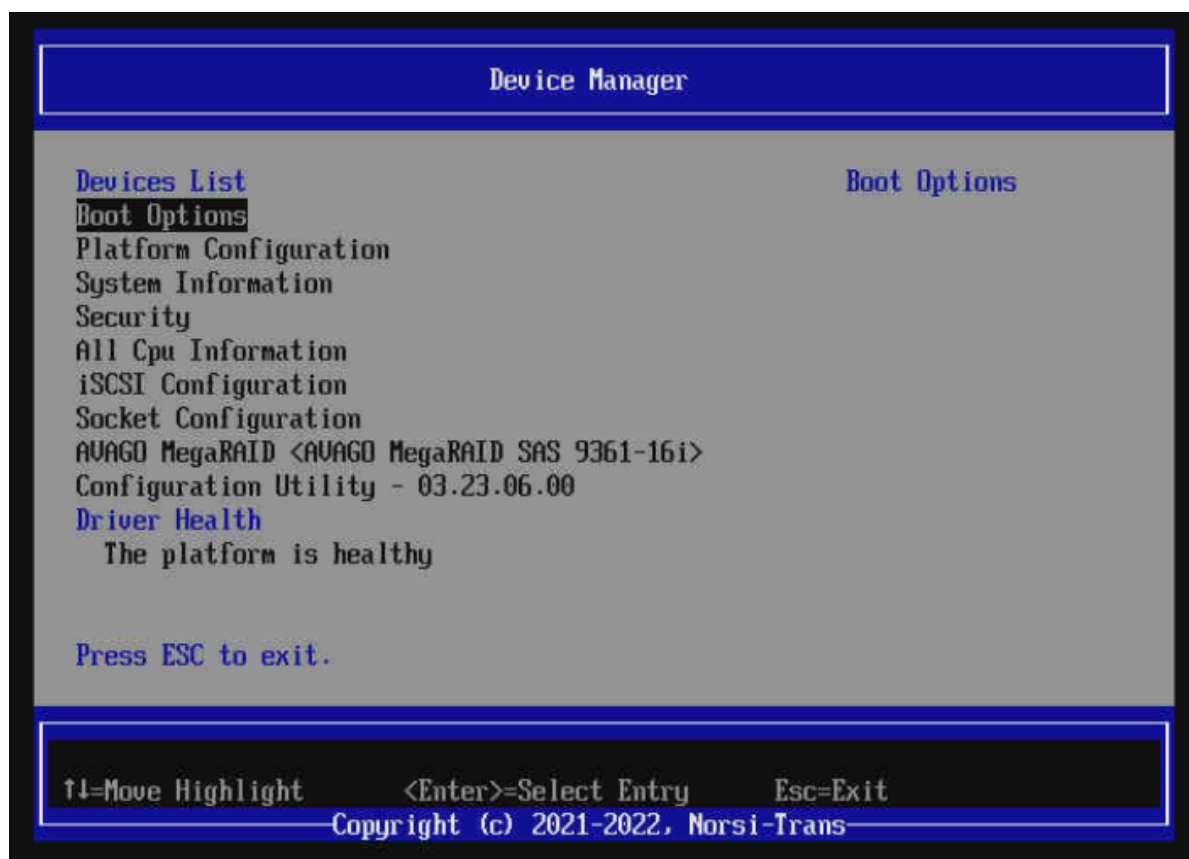 Device Manager
Devices List
Boot Options
Boot Options
Platform Configuration
System Information
Security
All Cpu Information
iSCSI Configuration
Socket Configuration
AVAGO MegaRAID <AVAGO MegaRAID SAS 9361-16i>
Configuration Utility - 03.23.06.00
Driver Health
The platform is healthy
Press ESC to exit.
↑↓=Move Highlight <Enter>=Select Entry Esc=Exit
Copyright (c) 2021-2022, Norsi-Trans